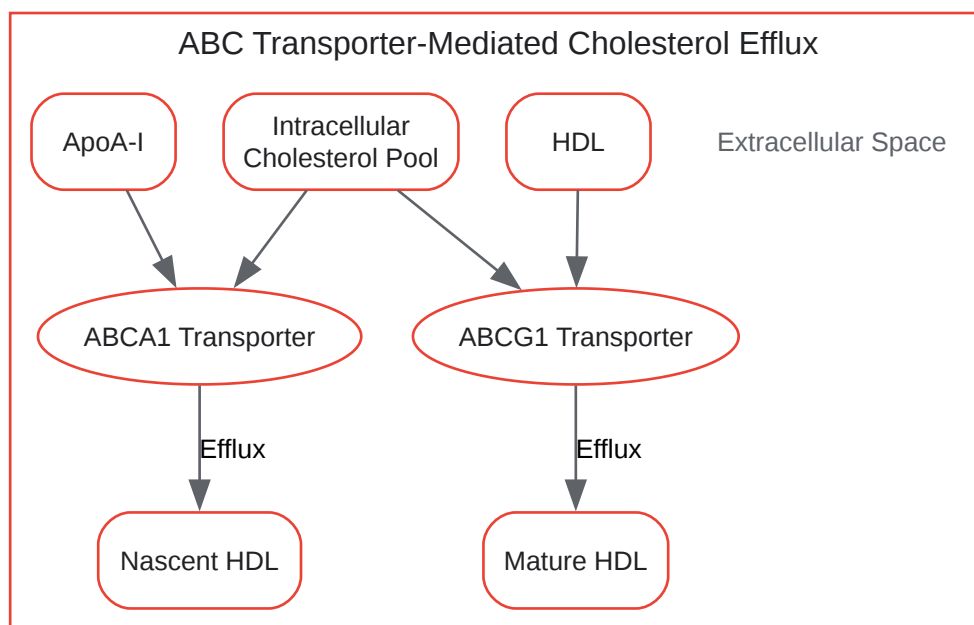 ABC Transporter-Mediated Cholesterol Efflux
ApoA-I
Intracellular
Cholesterol Pool
HDL
Extracellular Space
ABCA1 Transporter
ABCG1 Transporter
Efflux
Efflux
Nascent HDL
Mature HDL